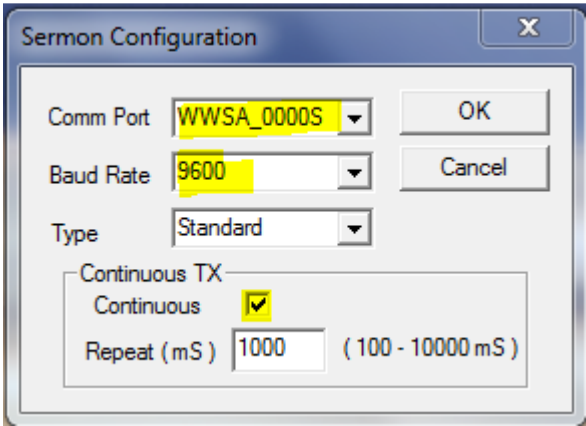 Sermon Configuration
Comm Port WWSA_0000S OK
Baud Rate 9600 Cancel
Type Standard
Continuous TX
Continuous
Repeat ( mS ) 1000 ( 100 - 10000 mS )